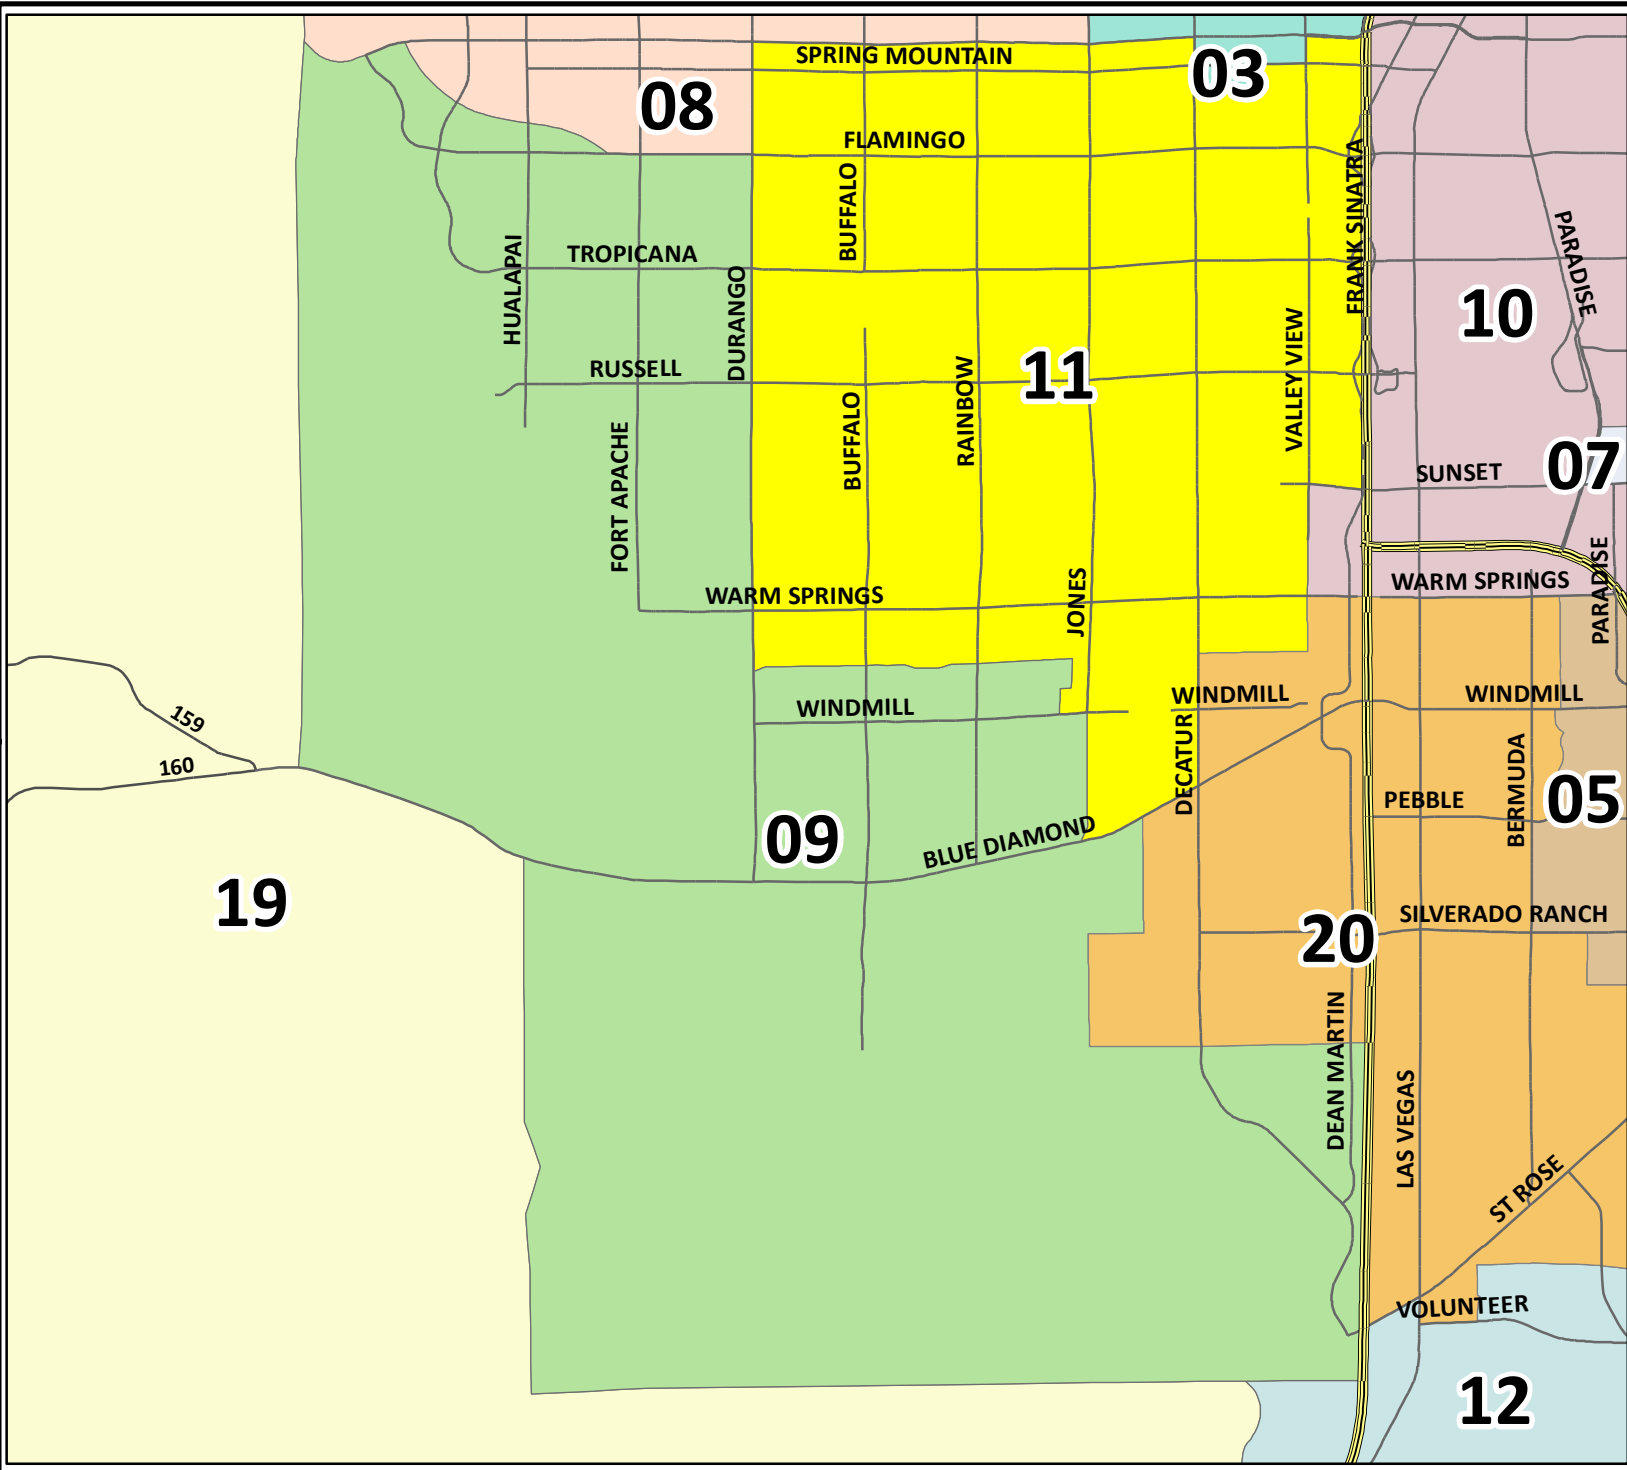 SPRING MOUNTAIN
03
08
FLAMINGO
FRANK SINATRA
BUFFALO
PARADISE
HUALAPAI
TROPICANA
DURANGO
10
VALLEY VIEW
RUSSELL
11
RAINBOW
BUFFALO
FORT APACHE
SUNSET
07
WARM SPRINGS
JONES
WARM SPRINGS
PARADISE
WINDMILL
WINDMILL
WINDMILL
159
160
DECATUR
BERMUDA
PEBBLE
05
09
BLUE DIAMOND
19
SILVERADO RANCH
20
DEAN MARTIN
LAS VEGAS
ST ROSE
VOLUNTEER
12